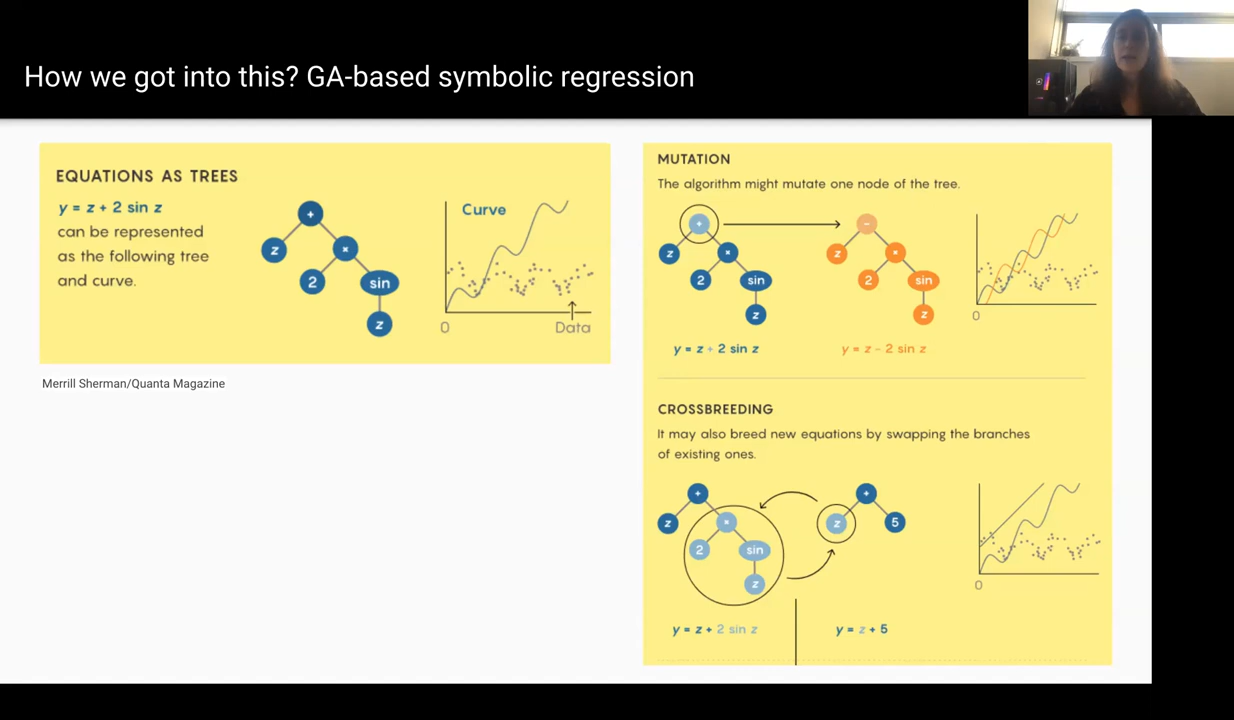 How we got into this? GA-based symbolic regression
EQUATIONS AS TREES
y = z + 2 sin z
can be represented
as the following tree
and curve.
+
z
×
2
sin
z
Curve
0
Data
Merrill Sherman/Quanta Magazine
MUTATION
The algorithm might mutate one node of the tree.
+
z
×
2
sin
z
y = z + 2 sin z
−
z
×
2
sin
z
y = z − 2 sin z
0
CROSSBREEDING
It may also breed new equations by swapping the branches
of existing ones.
+
z
×
2
sin
z
y = z + 2 sin z
+
z
5
y = z + 5
0